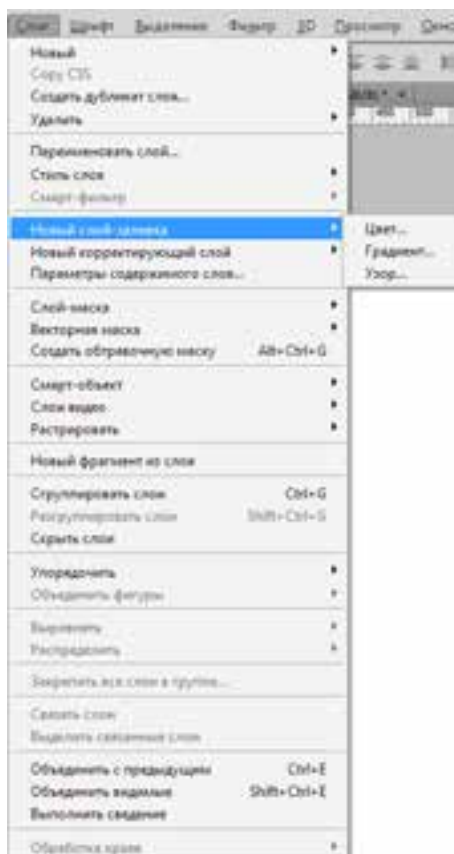 Слои Шрифт Выделение Фильтр 3D Просмотр Окно
Новый
Copy CSS
Создать дубликат слоя...
Удалить
Переименовать слой...
Стиль слоя
Смарт-фильтр
Новый слой-заливка
Цвет...
Новый корректирующий слой
Градиент...
Параметры содержимого слоя...
Узор...
Слой-маска
Векторная маска
Создать обтравочную маску Alt+Ctrl+G
Смарт-объект
Слои видео
Растрировать
Новый фрагмент из слоя
Сгруппировать слои Ctrl+G
Разгруппировать слои Shift+Ctrl+G
Скрыть слои
Упорядочить
Объединить фигуры
Выровнять
Распределить
Закрепить все слои в группе...
Связать слои
Выделить связанные слои
Объединить с предыдущим Ctrl+E
Объединить видимые Shift+Ctrl+E
Выполнить сведение
Обработка краев